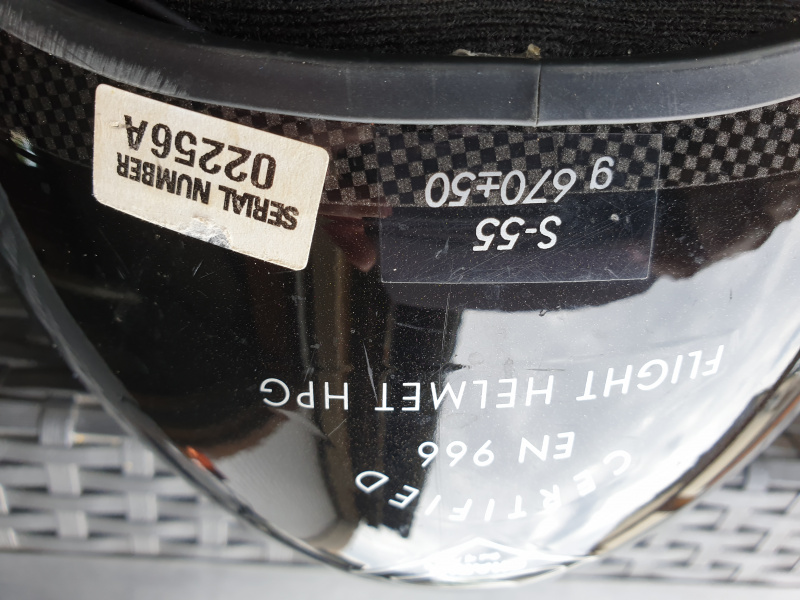 CERTIFIED
EN 966
FLIGHT HELMET HPG
S-55
g 670±50
SERIAL NUMBER
02256A